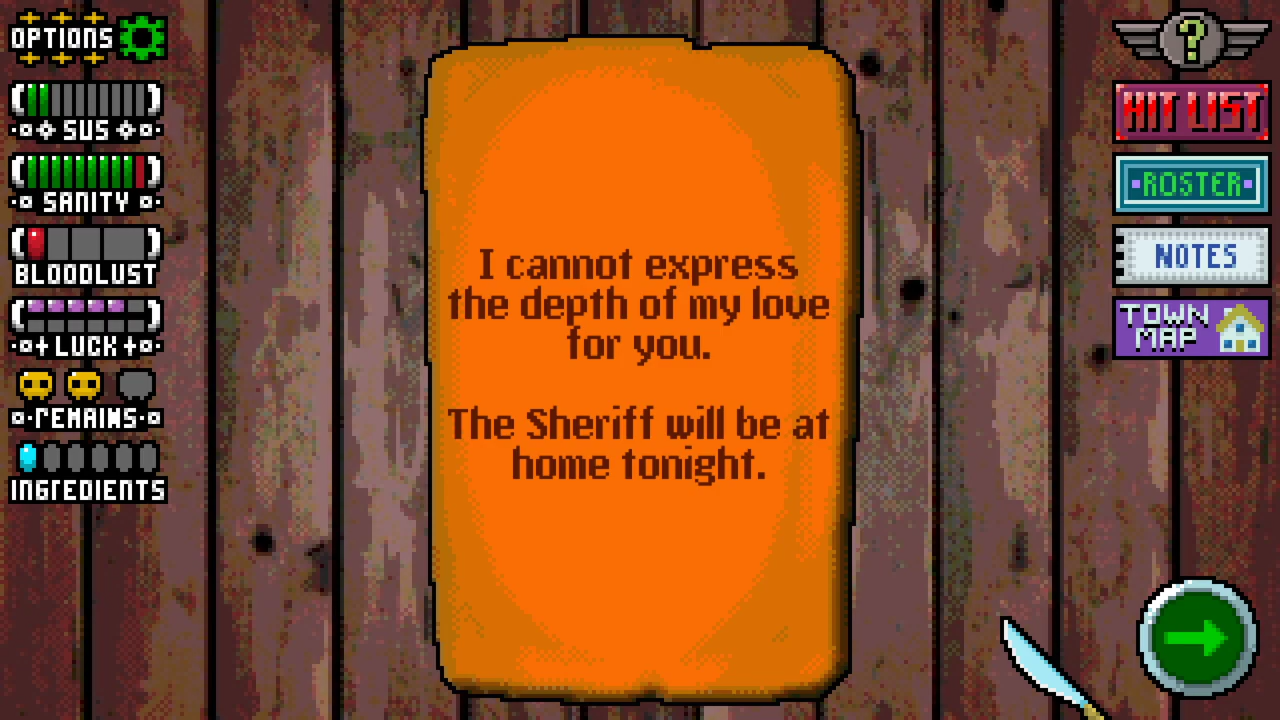 OPTIONS
SUS
SANITY
BLOODLUST
LUCK
REMAINS
INGREDIENTS
I cannot express
the depth of my love
for you.
The Sheriff will be at
home tonight.
?
HIT LIST
ROSTER
NOTES
TOWN
MAP